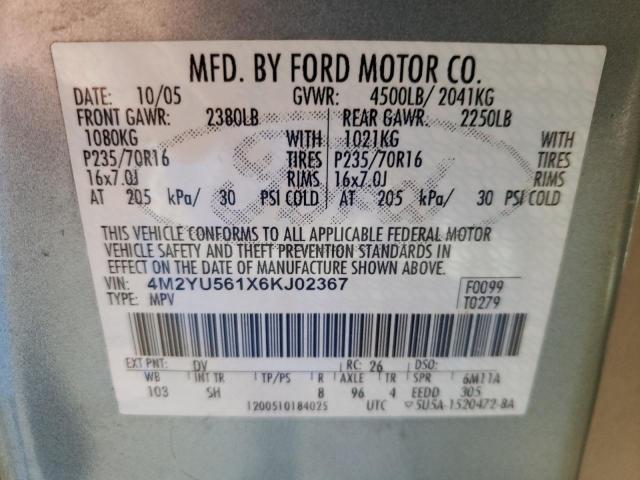 MFD. BY FORD MOTOR CO.
DATE: 10/05 GVWR: 4500LB/ 2041KG
FRONT GAWR: 2380LB REAR GAWR: 2250LB
1080KG WITH 1021KG WITH
P235/70R16 TIRES P235/70R16 TIRES
16x7.0J RIMS 16x7.0J RIMS
AT 205 kPa/ 30 PSI COLD AT 205 kPa/ 30 PSI COLD
THIS VEHICLE CONFORMS TO ALL APPLICABLE FEDERAL MOTOR
VEHICLE SAFETY AND THEFT PREVENTION STANDARDS IN
EFFECT ON THE DATE OF MANUFACTURE SHOWN ABOVE.
VIN: 4M2YU561X6KJ02367 F0099
TYPE: MPV T0279
EXT PNT: DV RC: 26 DSO:
WB INT TR TP/PS R AXLE TR SPR 6M11A
103 SH 8 96 4 EEDD 305
1200510184025 UTC 5U5A-1520472-BA